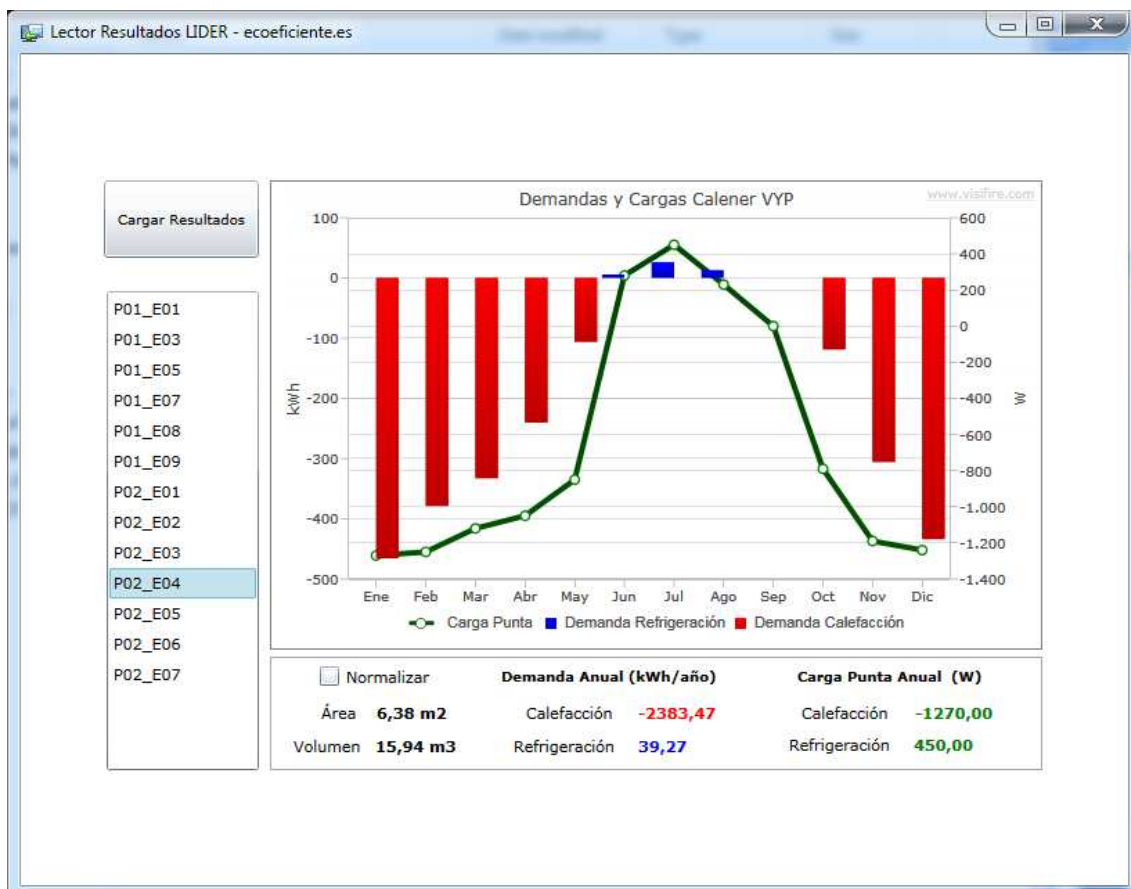 Lector Resultados LIDER - ecoeficiente.es
Cargar Resultados
P01_E01
P01_E03
P01_E05
P01_E07
P01_E08
P01_E09
P02_E01
P02_E02
P02_E03
P02_E04
P02_E05
P02_E06
P02_E07
Demandas y Cargas Calener VYP
www.visifire.com
100
0
-100
-200
-300
-400
-500
kWh
600
400
200
0
-200
-400
-600
-800
-1.000
-1.200
-1.400
W
Ene Feb Mar Abr May Jun Jul Ago Sep Oct Nov Dic
Carga Punta Demanda Refrigeración Demanda Calefacción
Normalizar Demanda Anual (kWh/año) Carga Punta Anual (W)
Área 6,38 m2 Calefacción -2383,47 Calefacción -1270,00
Volumen 15,94 m3 Refrigeración 39,27 Refrigeración 450,00